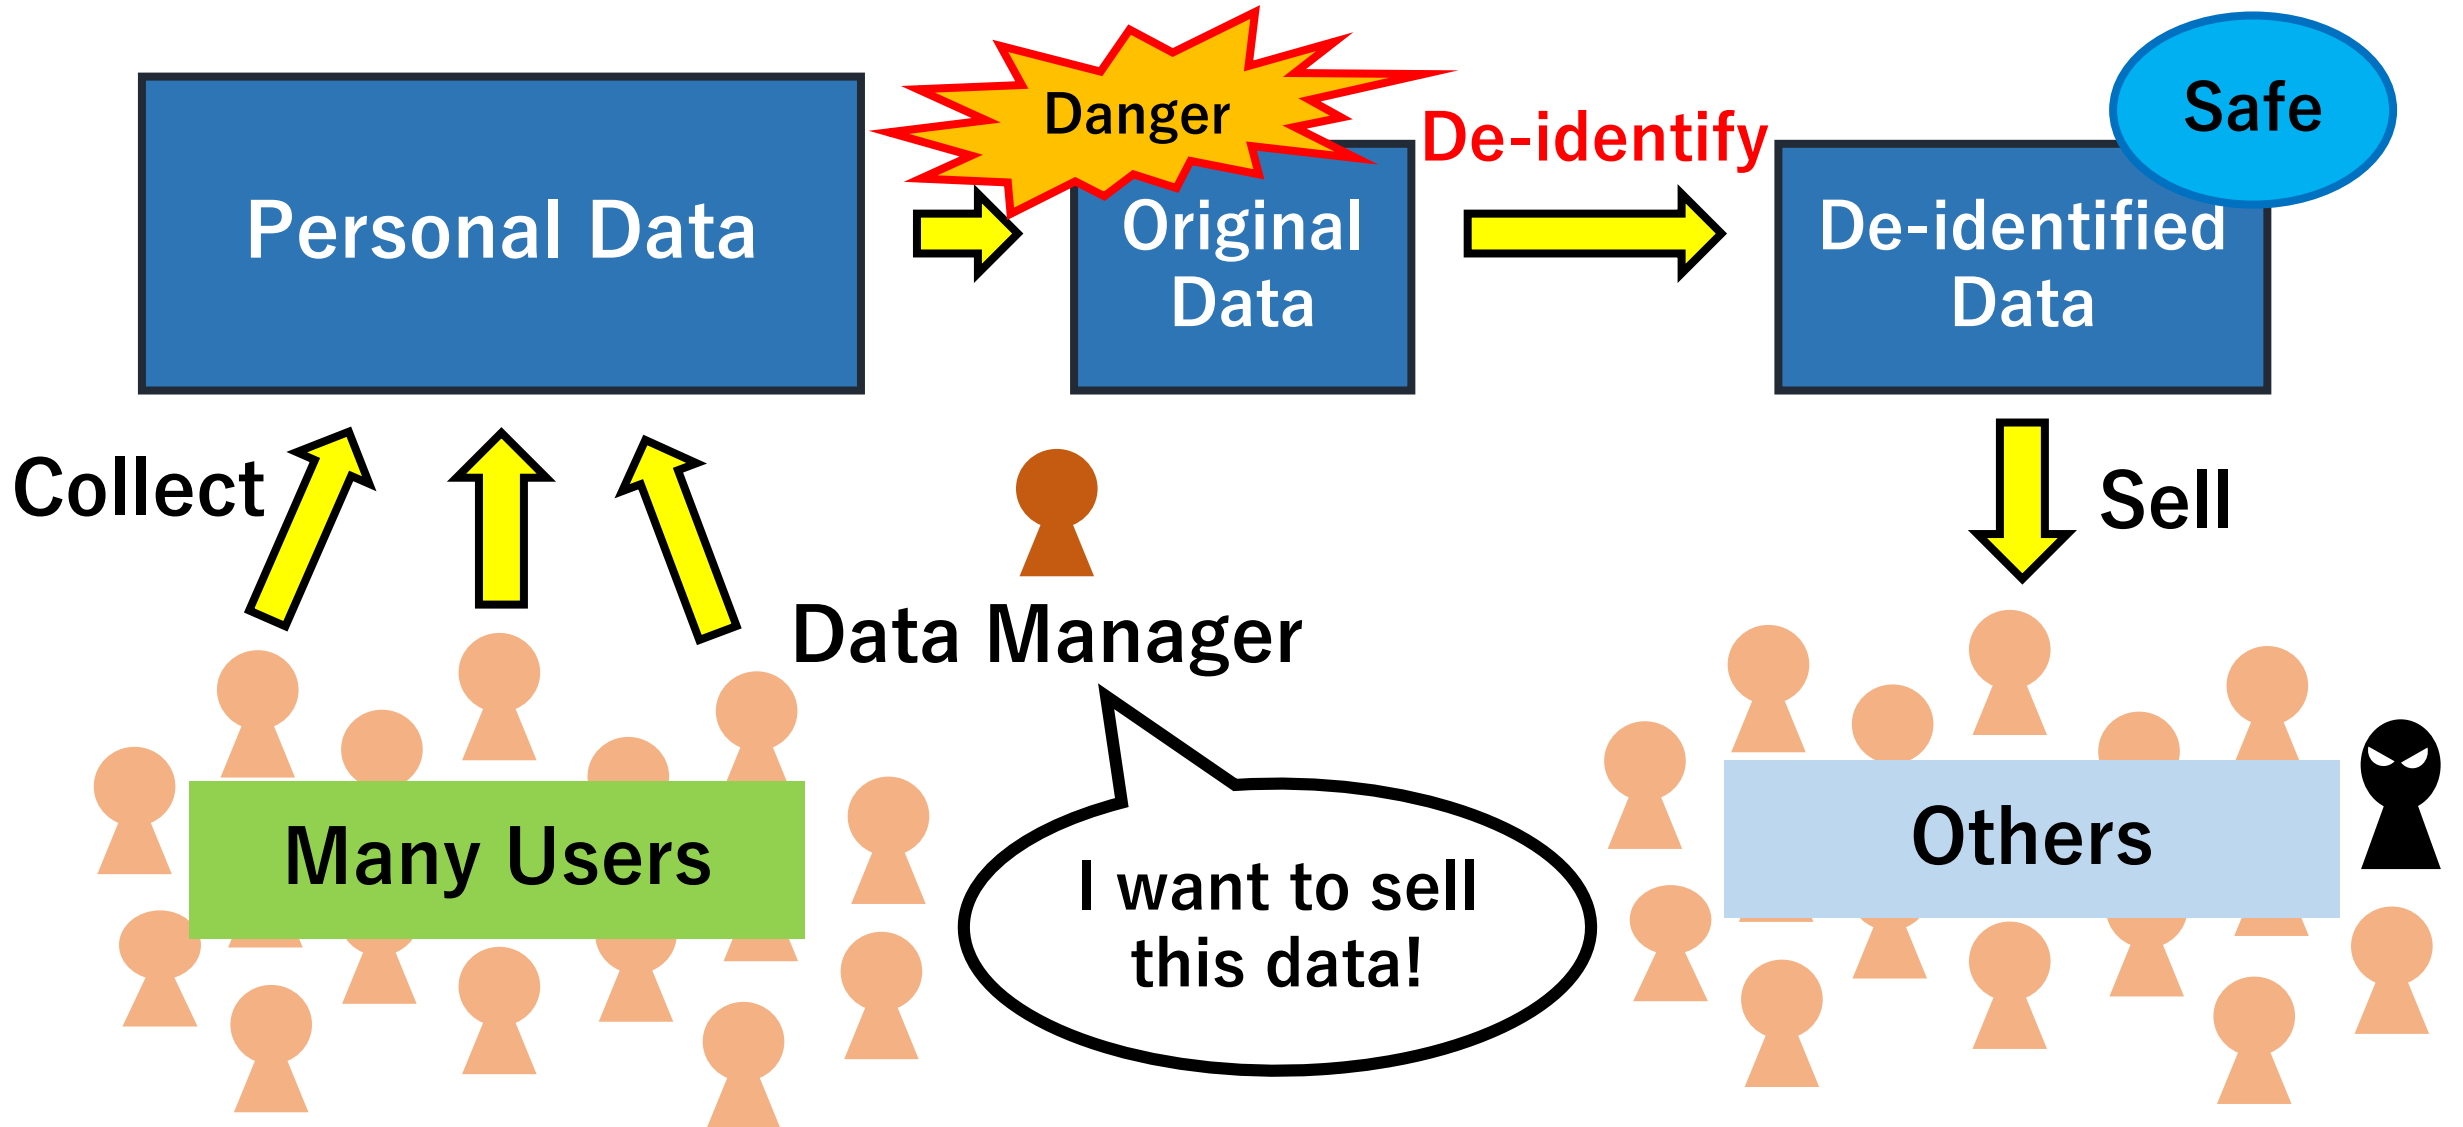 Danger
Safe
De-identify
Personal Data
Original
Data
De-identified
Data
Collect
Sell
Data Manager
Many Users
I want to sell
this data!
Others